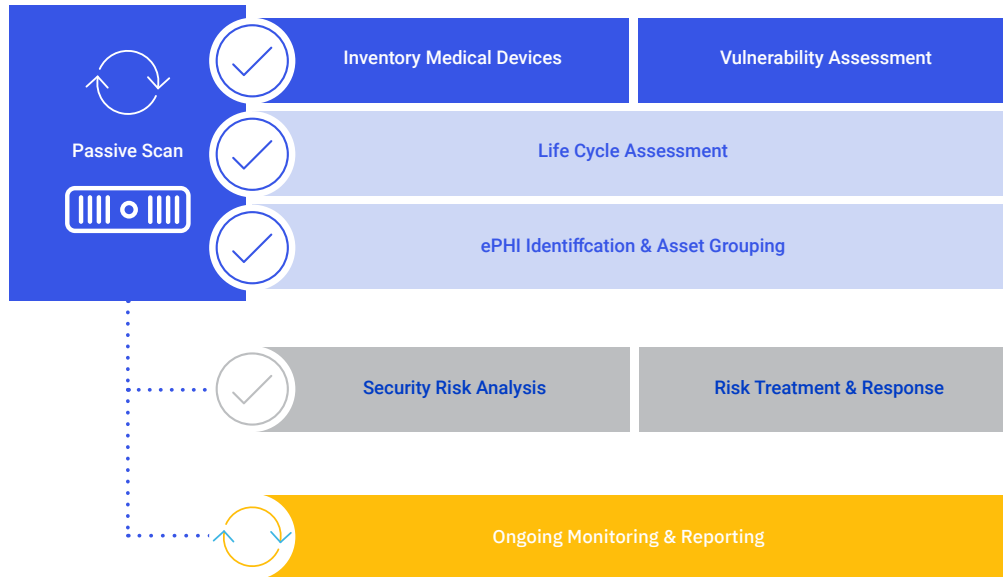 Inventory Medical Devices
Vulnerability Assessment
Passive Scan
Life Cycle Assessment
ePHI Identiffcation & Asset Grouping
Security Risk Analysis
Risk Treatment & Response
Ongoing Monitoring & Reporting